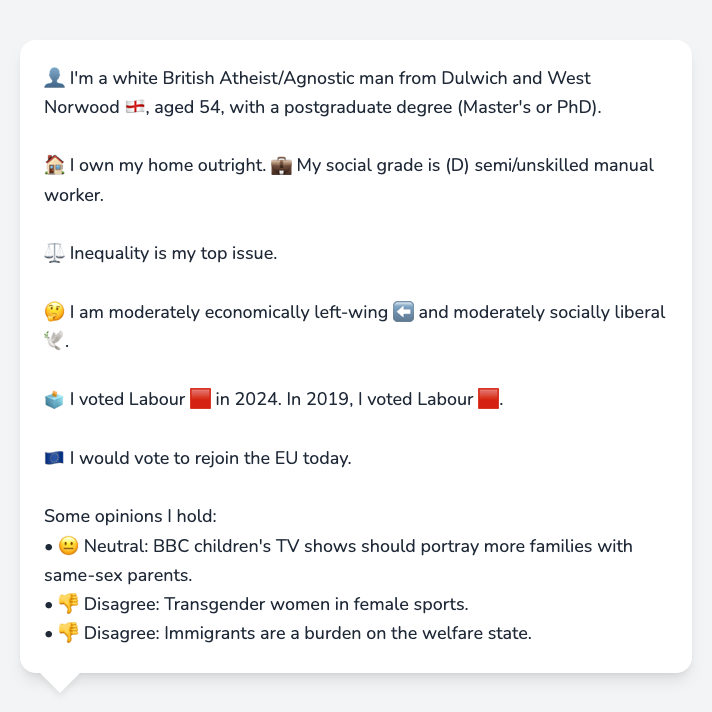 👤 I'm a white British Atheist/Agnostic man from Dulwich and West
Norwood 🏴󠁧󠁢󠁥󠁮󠁧󠁿, aged 54, with a postgraduate degree (Master's or PhD).
🏠 I own my home outright. 💼 My social grade is (D) semi/unskilled manual
worker.
⚖️ Inequality is my top issue.
🤔 I am moderately economically left-wing ⬅️ and moderately socially liberal
🕊️.
🗳️ I voted Labour 🟥 in 2024. In 2019, I voted Labour 🟥.
🇪🇺 I would vote to rejoin the EU today.
Some opinions I hold:
• 😐 Neutral: BBC children's TV shows should portray more families with
same-sex parents.
• 👎 Disagree: Transgender women in female sports.
• 👎 Disagree: Immigrants are a burden on the welfare state.